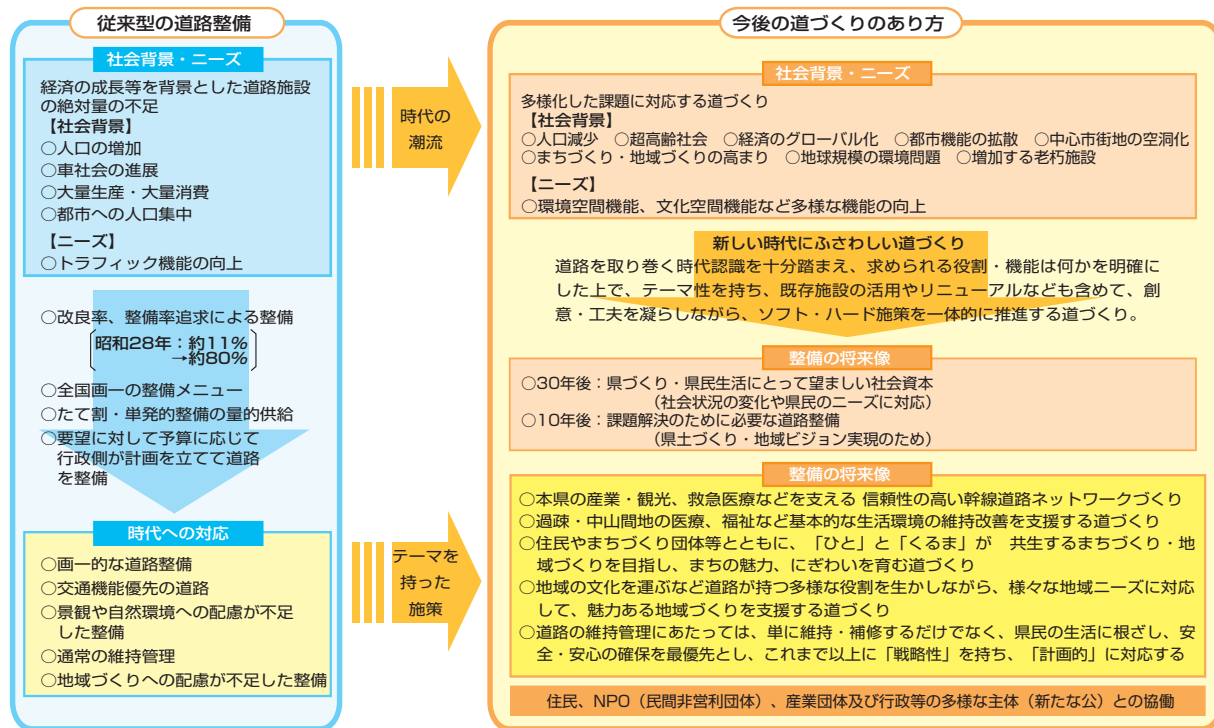 従来型の道路整備
社会背景・ニーズ
経済の成長等を背景とした道路施設
の絶対量の不足
【社会背景】
○人口の増加
○車社会の進展
○大量生産・大量消費
○都市への人口集中
【ニーズ】
○トラフィック機能の向上
○改良率、整備率追求による整備
昭和28年：約11%
→約80%
○全国画一の整備メニュー
○たて割・単発的整備の量的供給
○要望に対して予算に応じて
行政側が計画を立てて道路
を整備
時代への対応
○画一的な道路整備
○交通機能優先の道路
○景観や自然環境への配慮が不足
した整備
○通常の維持管理
○地域づくりへの配慮が不足した整備
時代の
潮流
テーマを
持った
施策
今後の道づくりのあり方
社会背景・ニーズ
多様化した課題に対応する道づくり
【社会背景】
○人口減少　○超高齢社会　○経済のグローバル化　○都市機能の拡散　○中心市街地の空洞化
○まちづくり・地域づくりの高まり　○地球規模の環境問題　○増加する老朽施設
【ニーズ】
○環境空間機能、文化空間機能など多様な機能の向上
新しい時代にふさわしい道づくり
道路を取り巻く時代認識を十分踏まえ、求められる役割・機能は何かを明確に
した上で、テーマ性を持ち、既存施設の活用やリニューアルなども含めて、創
意・工夫を凝らしながら、ソフト・ハード施策を一体的に推進する道づくり。
整備の将来像
○30年後：県づくり・県民生活にとって望ましい社会資本
（社会状況の変化や県民のニーズに対応）
○10年後：課題解決のために必要な道路整備
（県土づくり・地域ビジョン実現のため）
整備の将来像
○本県の産業・観光、救急医療などを支える 信頼性の高い幹線道路ネットワークづくり
○過疎・中山間地の医療、福祉など基本的な生活環境の維持改善を支援する道づくり
○住民やまちづくり団体等とともに、「ひと」と「くるま」が　共生するまちづくり・地
域づくりを目指し、まちの魅力、にぎわいを育む道づくり
○地域の文化を運ぶなど道路が持つ多様な役割を生かしながら、様々な地域ニーズに対応
して、魅力ある地域づくりを支援する道づくり
○道路の維持管理にあたっては、単に維持・補修するだけでなく、県民の生活に根ざし、安
全・安心の確保を最優先とし、これまで以上に「戦略性」を持ち、「計画的」に対応する
住民、NPO（民間非営利団体）、産業団体及び行政等の多様な主体（新たな公）との協働